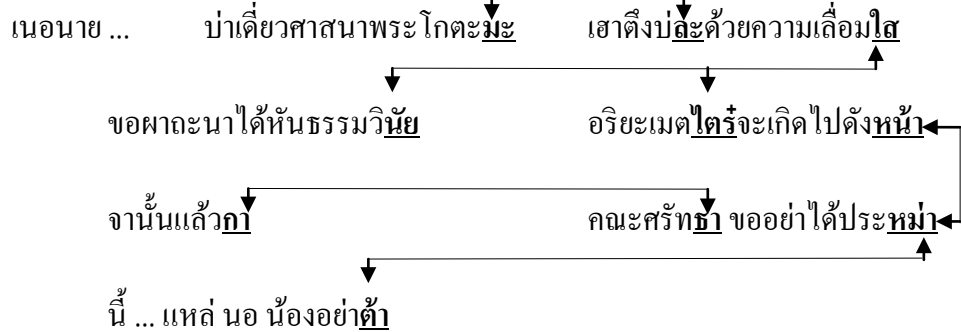 เนอนาย ... บ่าเดี่ยวศาสนาพระโกตะมะ เฮาตึงบ่ละด้วยความเลื่อมใส
ขอผาถะนาได้หันธรรมวินัย อริยะเมตไตร๋จะเกิดไปดังหน้า
จานั้นแล้วกา คณะศรัทธา ขออย่าได้ประหม่า
นี้ ... แหล่ นอ น้องอย่าต้า